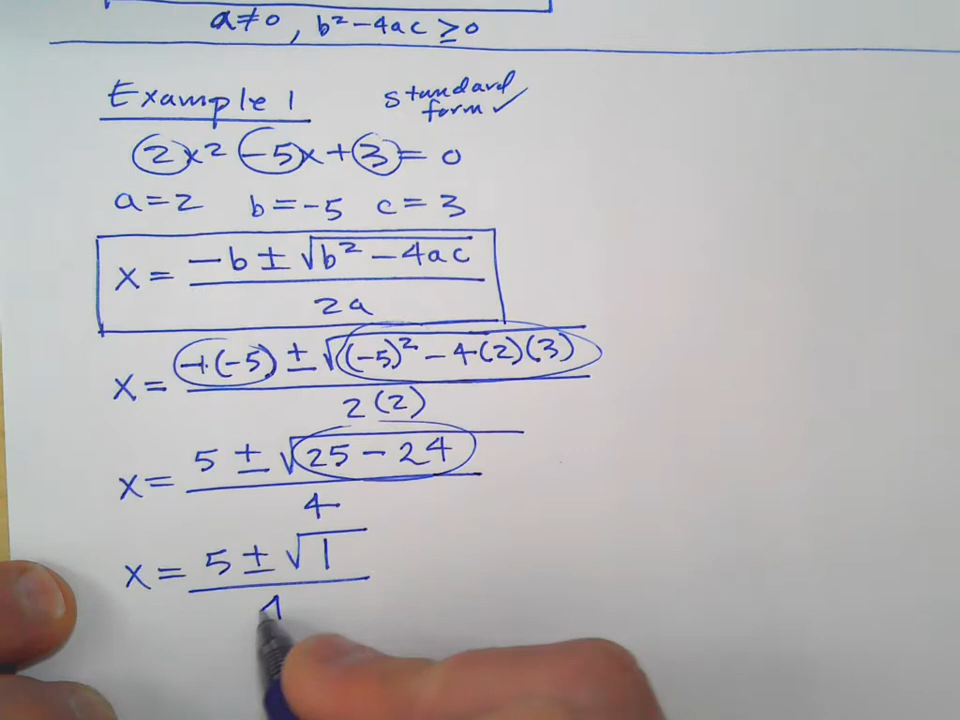 a≠0, b²-4ac ≥0
Example 1
standard form ✓
2x² -5x+3=0
a=2 b=-5 c=3
x = (-b ± √(b² - 4ac)) / 2a
x = (-1·(-5) ± √((-5)² - 4(2)(3))) / 2(2)
x = (5 ± √(25 - 24)) / 4
x = (5 ± √1) / 4